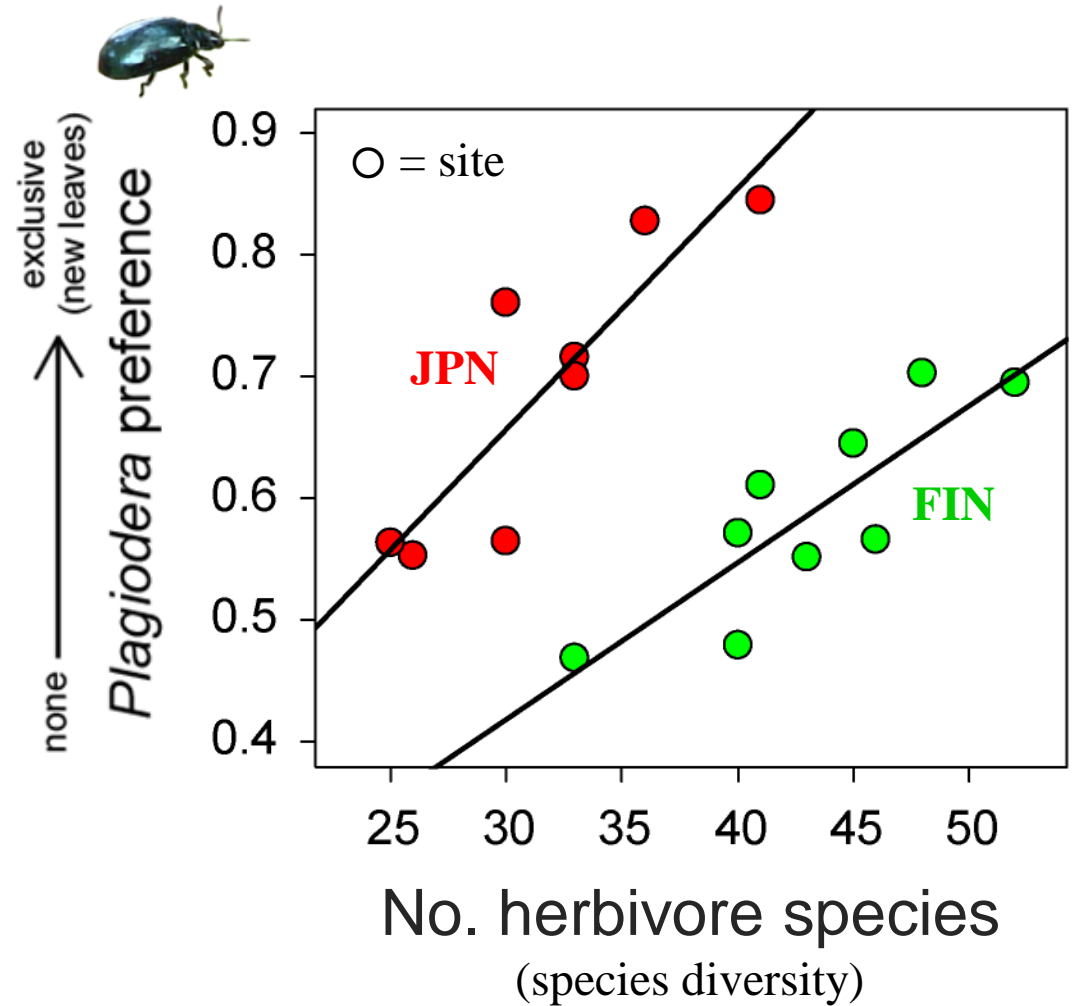 exclusive
(new leaves)
none
Plagiodera preference
0.9
0.8
0.7
0.6
0.5
0.4
O = site
JPN
FIN
25 30 35 40 45 50
No. herbivore species
(species diversity)